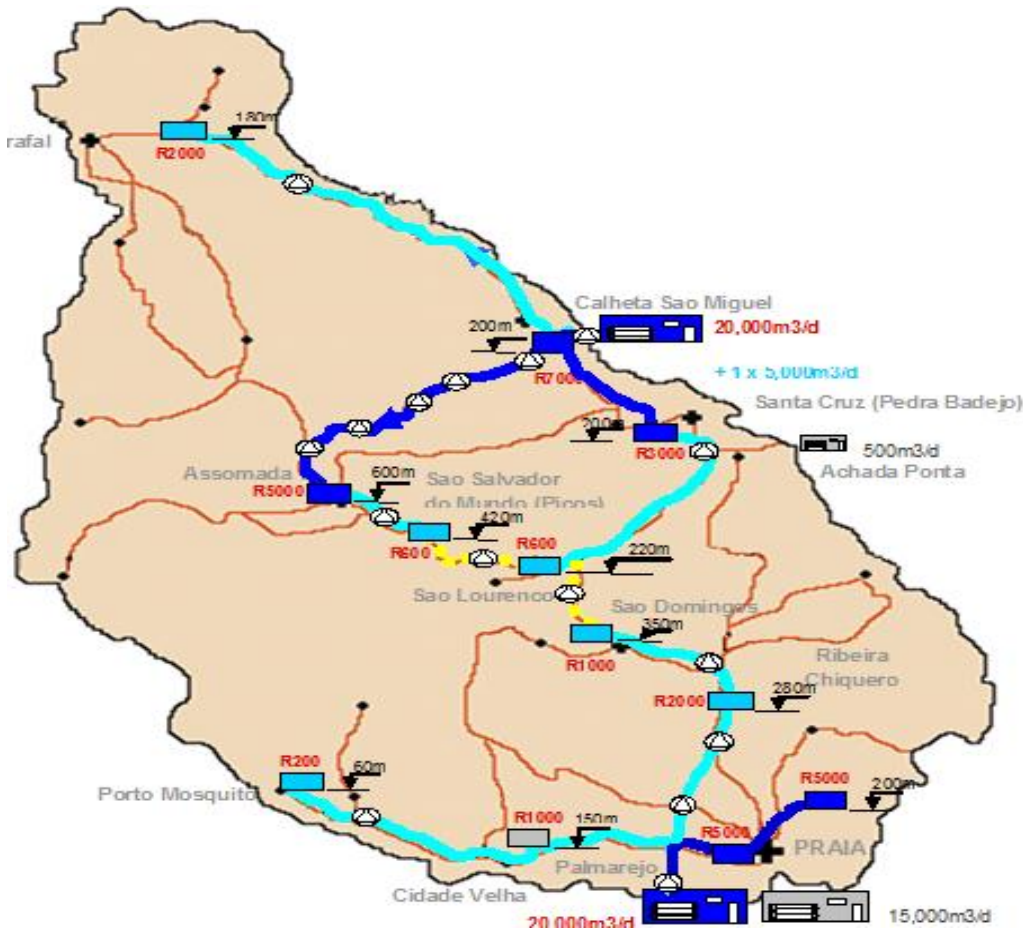 180m
rafal
R2000
Calheta Sao Miguel
200m
20,000m3/d
R7000
+ 1 x 5,000m3/d
Santa Cruz (Pedra Badejo)
200m
R3000
500m3/d
Achada Ponta
Assomada
600m
Sao Salvador
do Mundo (Picos)
R5000
420m
R600
R600
220m
Sao Lourenco
Sao Domingos
350m
R1000
Ribeira
Chiquero
R2000
280m
R200
60m
Porto Mosquito
R5000
200m
R1000
150m
R5000
PRAIA
Palmarejo
Cidade Velha
20,000m3/d
15,000m3/d